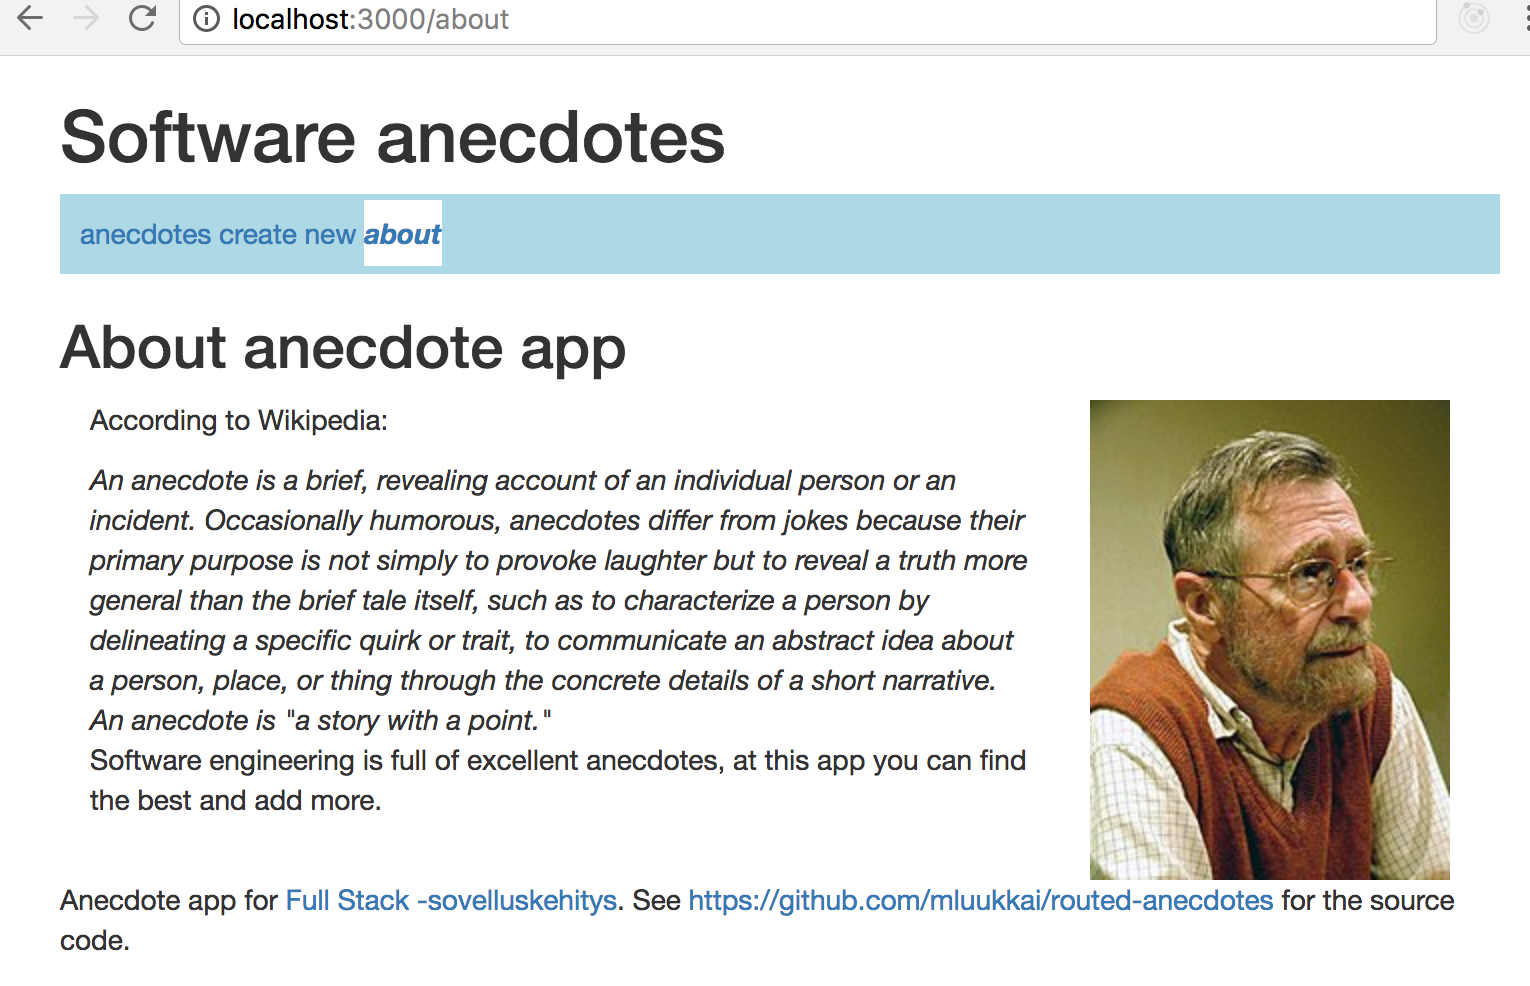 localhost:3000/about
Software anecdotes
anecdotes create new about
About anecdote app
According to Wikipedia:
An anecdote is a brief, revealing account of an individual person or an
incident. Occasionally humorous, anecdotes differ from jokes because their
primary purpose is not simply to provoke laughter but to reveal a truth more
general than the brief tale itself, such as to characterize a person by
delineating a specific quirk or trait, to communicate an abstract idea about
a person, place, or thing through the concrete details of a short narrative.
An anecdote is "a story with a point."
Software engineering is full of excellent anecdotes, at this app you can find
the best and add more.
Anecdote app for Full Stack -sovelluskehitys. See https://github.com/mluukkai/routed-anecdotes for the source
code.